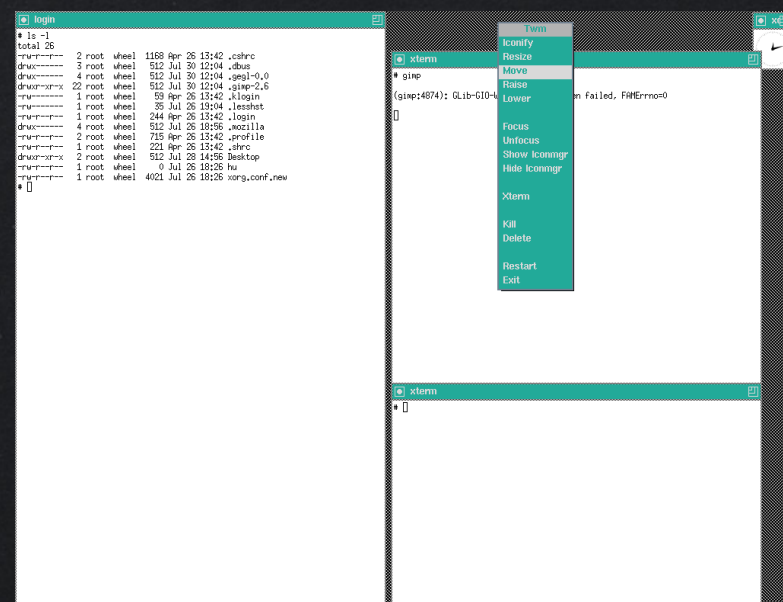 login
# ls -l
total 26
-rw-r--r-- 2 root wheel 1168 Apr 26 13:42 .cshrc
drwx------ 3 root wheel 512 Jul 30 12:04 .dbus
drwx------ 4 root wheel 512 Jul 30 12:04 .gegl-0.0
drwxr-xr-x 22 root wheel 512 Jul 30 12:04 .gimp-2.6
-rw------- 1 root wheel 59 Apr 26 13:42 .klogin
-rw------- 1 root wheel 35 Jul 26 19:04 .lesshst
-rw-r--r-- 1 root wheel 244 Apr 26 13:42 .login
drwx------ 4 root wheel 512 Jul 26 18:56 .mozilla
-rw-r--r-- 2 root wheel 715 Apr 26 13:42 .profile
-rw-r--r-- 1 root wheel 221 Apr 26 13:42 .shrc
drwxr-xr-x 2 root wheel 512 Jul 28 14:56 Desktop
-rw-r--r-- 1 root wheel 0 Jul 26 18:26 hu
-rw-r--r-- 1 root wheel 4021 Jul 26 18:26 xorg.conf.new
#
xterm
# gimp
(gimp:4874): GLib-GIO-W en failed, FAMErrno=0
Twm
Iconify
Resize
Move
Raise
Lower
Focus
Unfocus
Show Iconmgr
Hide Iconmgr
Xterm
Kill
Delete
Restart
Exit
xterm
#